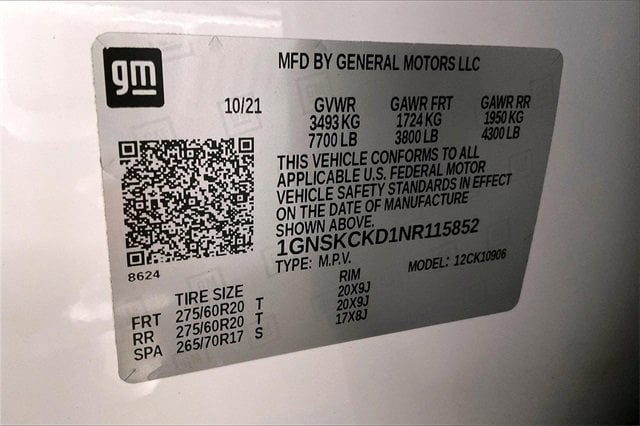 gm
MFD BY GENERAL MOTORS LLC
10/21 GVWR GAWR FRT GAWR RR
3493 KG 1724 KG 1950 KG
7700 LB 3800 LB 4300 LB
THIS VEHICLE CONFORMS TO ALL
APPLICABLE U.S. FEDERAL MOTOR
VEHICLE SAFETY STANDARDS IN EFFECT
ON THE DATE OF MANUFACTURE
SHOWN ABOVE.
1GNSKCKD1NR115852
TYPE: M.P.V. MODEL: 12CK10906
8624
TIRE SIZE RIM
FRT 275/60R20 T 20X9J
RR 275/60R20 T 20X9J
SPA 265/70R17 S 17X8J